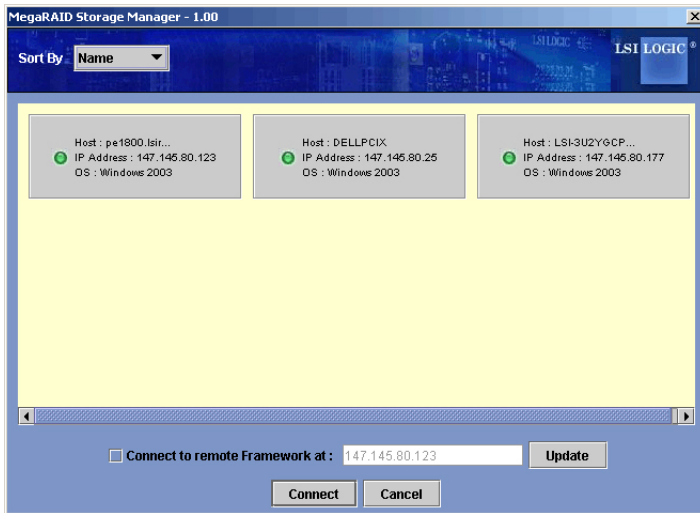 MegaRAID Storage Manager - 1.00
Sort By Name
LSI LOGIC
LSI LOGIC ®
Host : pe1800.lsir...
IP Address : 147.145.80.123
OS : Windows 2003
Host : DELLPCIX
IP Address : 147.145.80.25
OS : Windows 2003
Host : LSI-3U2YGCP...
IP Address : 147.145.80.177
OS : Windows 2003
Connect to remote Framework at : 147.145.80.123 Update
Connect Cancel